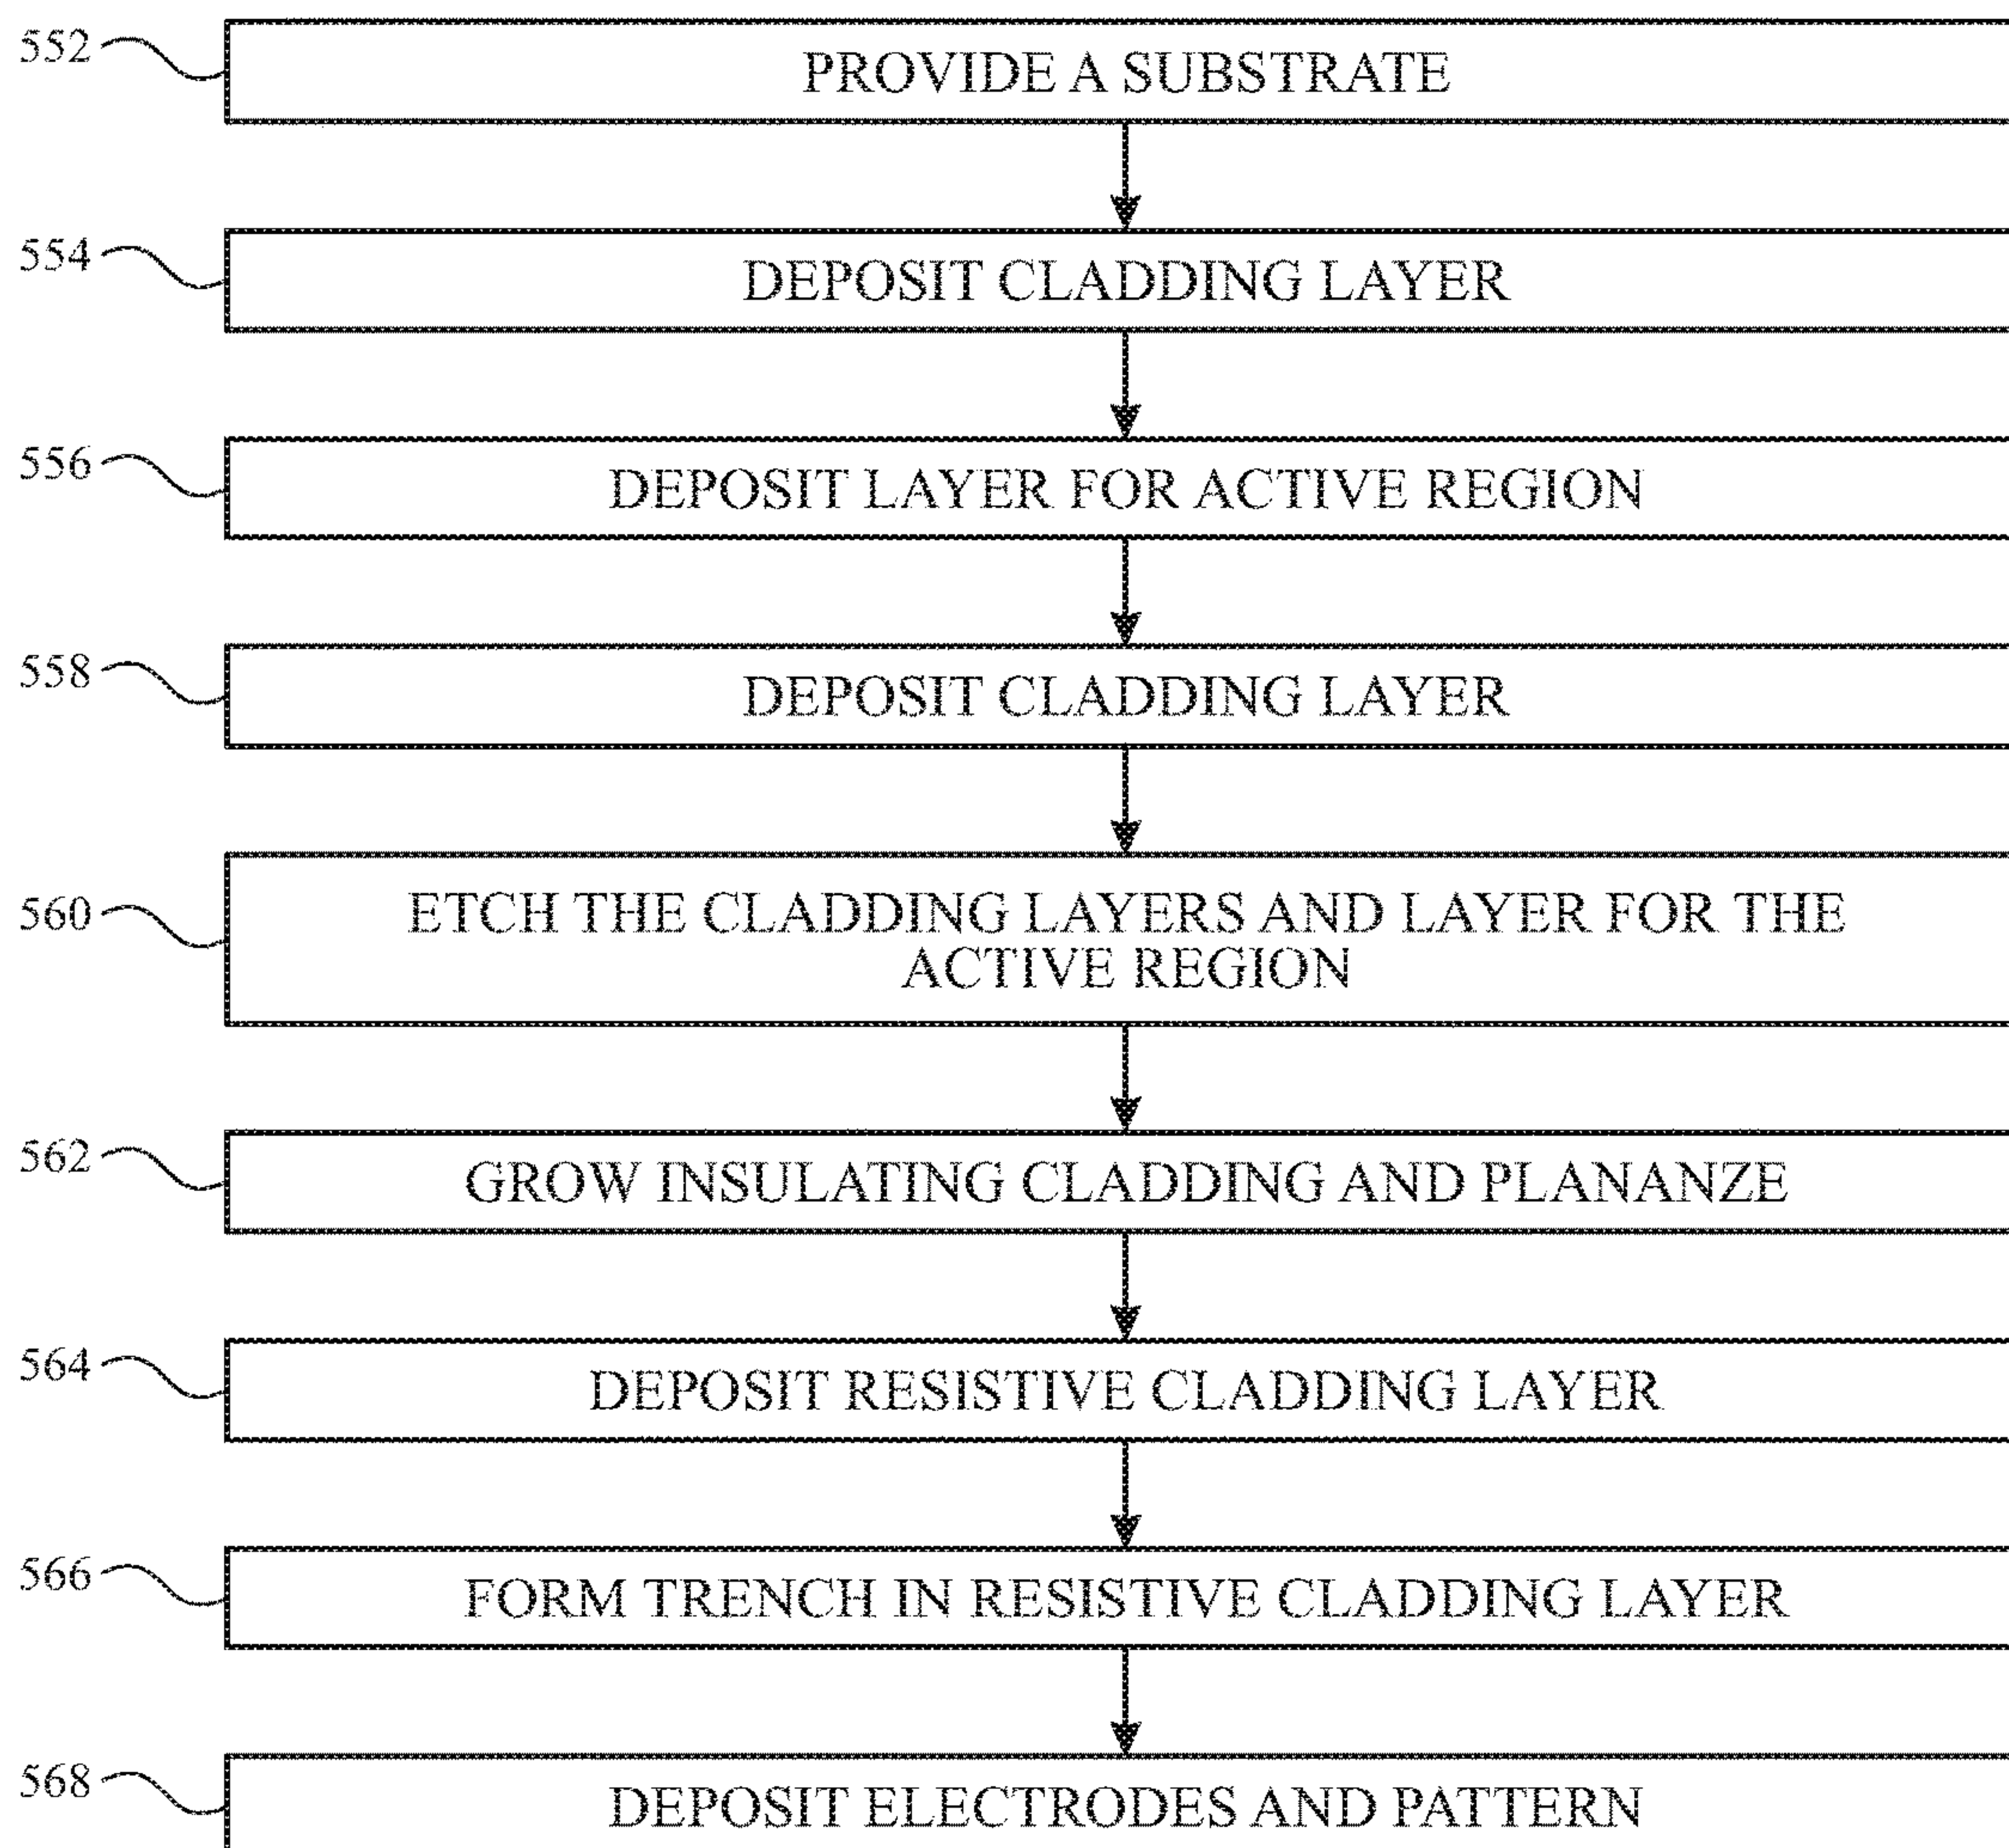 552
PROVIDE A SUBSTRATE
554
DEPOSIT CLADDING LAYER
556
DEPOSIT LAYER FOR ACTIVE REGION
558
DEPOSIT CLADDING LAYER
560
ETCH THE CLADDING LAYERS AND LAYER FOR THE
ACTIVE REGION
562
GROW INSULATING CLADDING AND PLANANZE
564
DEPOSIT RESISTIVE CLADDING LAYER
566
FORM TRENCH IN RESISTIVE CLADDING LAYER
568
DEPOSIT ELECTRODES AND PATTERN